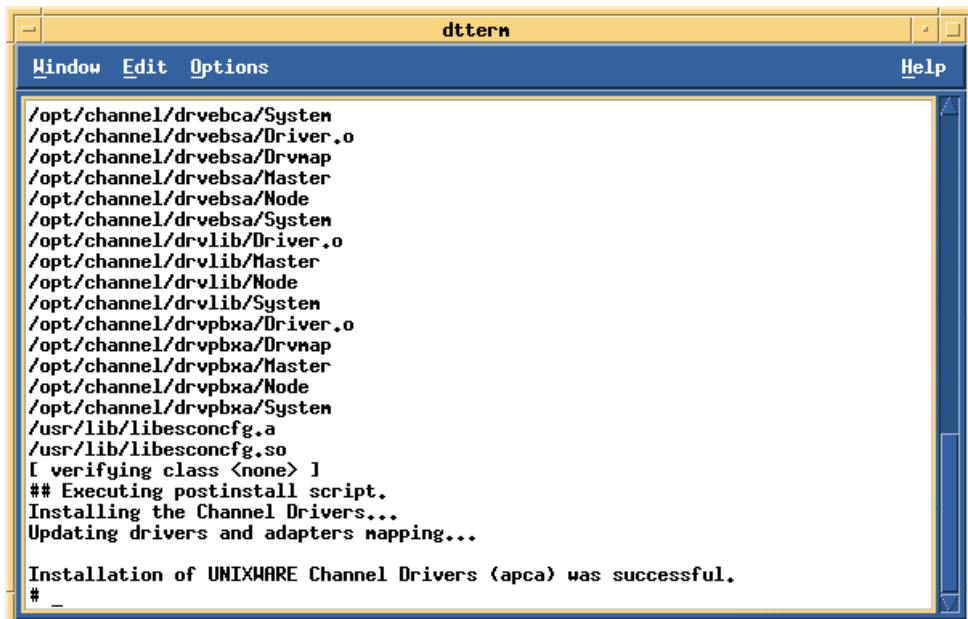 dtterm
Window Edit Options Help
/opt/channel/drvebca/System
/opt/channel/drvebsa/Driver.o
/opt/channel/drvebsa/Drvmap
/opt/channel/drvebsa/Master
/opt/channel/drvebsa/Node
/opt/channel/drvebsa/System
/opt/channel/drvlib/Driver.o
/opt/channel/drvlib/Master
/opt/channel/drvlib/Node
/opt/channel/drvlib/System
/opt/channel/drvpbxa/Driver.o
/opt/channel/drvpbxa/Drvmap
/opt/channel/drvpbxa/Master
/opt/channel/drvpbxa/Node
/opt/channel/drvpbxa/System
/usr/lib/libesconcfg.a
/usr/lib/libesconcfg.so
[ verifying class <none> ]
## Executing postinstall script.
Installing the Channel Drivers...
Updating drivers and adapters mapping...
Installation of UNIXWARE Channel Drivers (apca) was successful.
# _